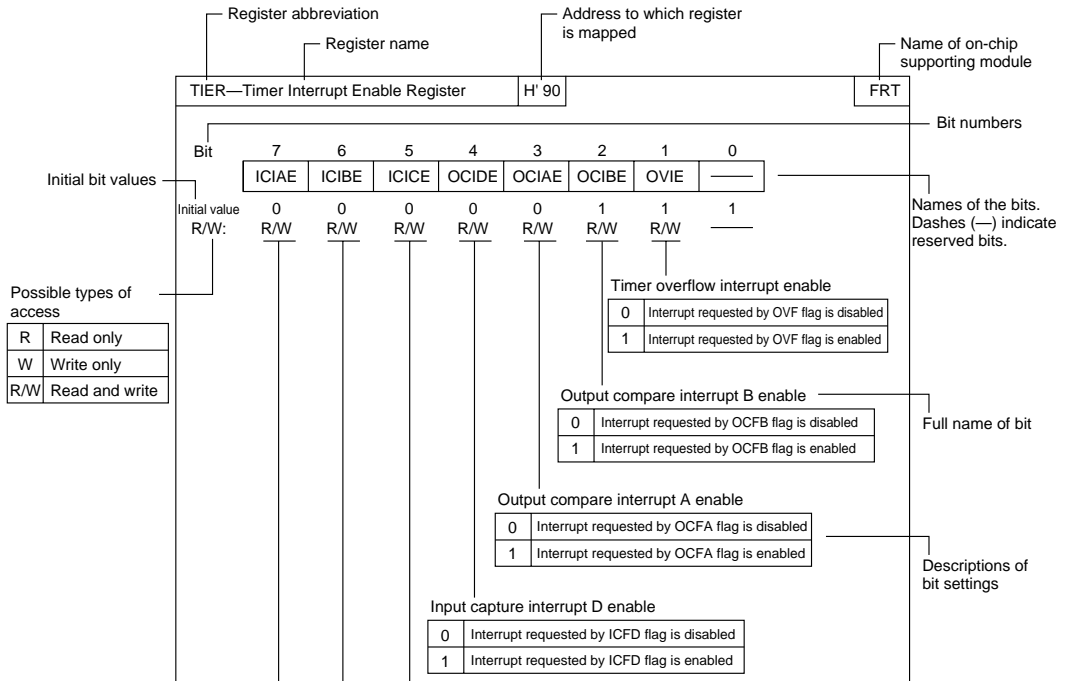 Register abbreviation
Register name
Address to which register
is mapped
Name of on-chip
supporting module
TIER—Timer Interrupt Enable Register H' 90 FRT
Bit numbers
Bit 7 6 5 4 3 2 1 0
ICIAE ICIBE ICICE OCIDE OCIAE OCIBE OVIE —
Initial bit values
Initial value 0 0 0 0 0 1 1 1
R/W: R/W R/W R/W R/W R/W R/W R/W —
Names of the bits.
Dashes (—) indicate
reserved bits.
Possible types of
access
R Read only
W Write only
R/W Read and write
Timer overflow interrupt enable
0 Interrupt requested by OVF flag is disabled
1 Interrupt requested by OVF flag is enabled
Output compare interrupt B enable
0 Interrupt requested by OCFB flag is disabled
1 Interrupt requested by OCFB flag is enabled
Full name of bit
Output compare interrupt A enable
0 Interrupt requested by OCFA flag is disabled
1 Interrupt requested by OCFA flag is enabled
Descriptions of
bit settings
Input capture interrupt D enable
0 Interrupt requested by ICFD flag is disabled
1 Interrupt requested by ICFD flag is enabled